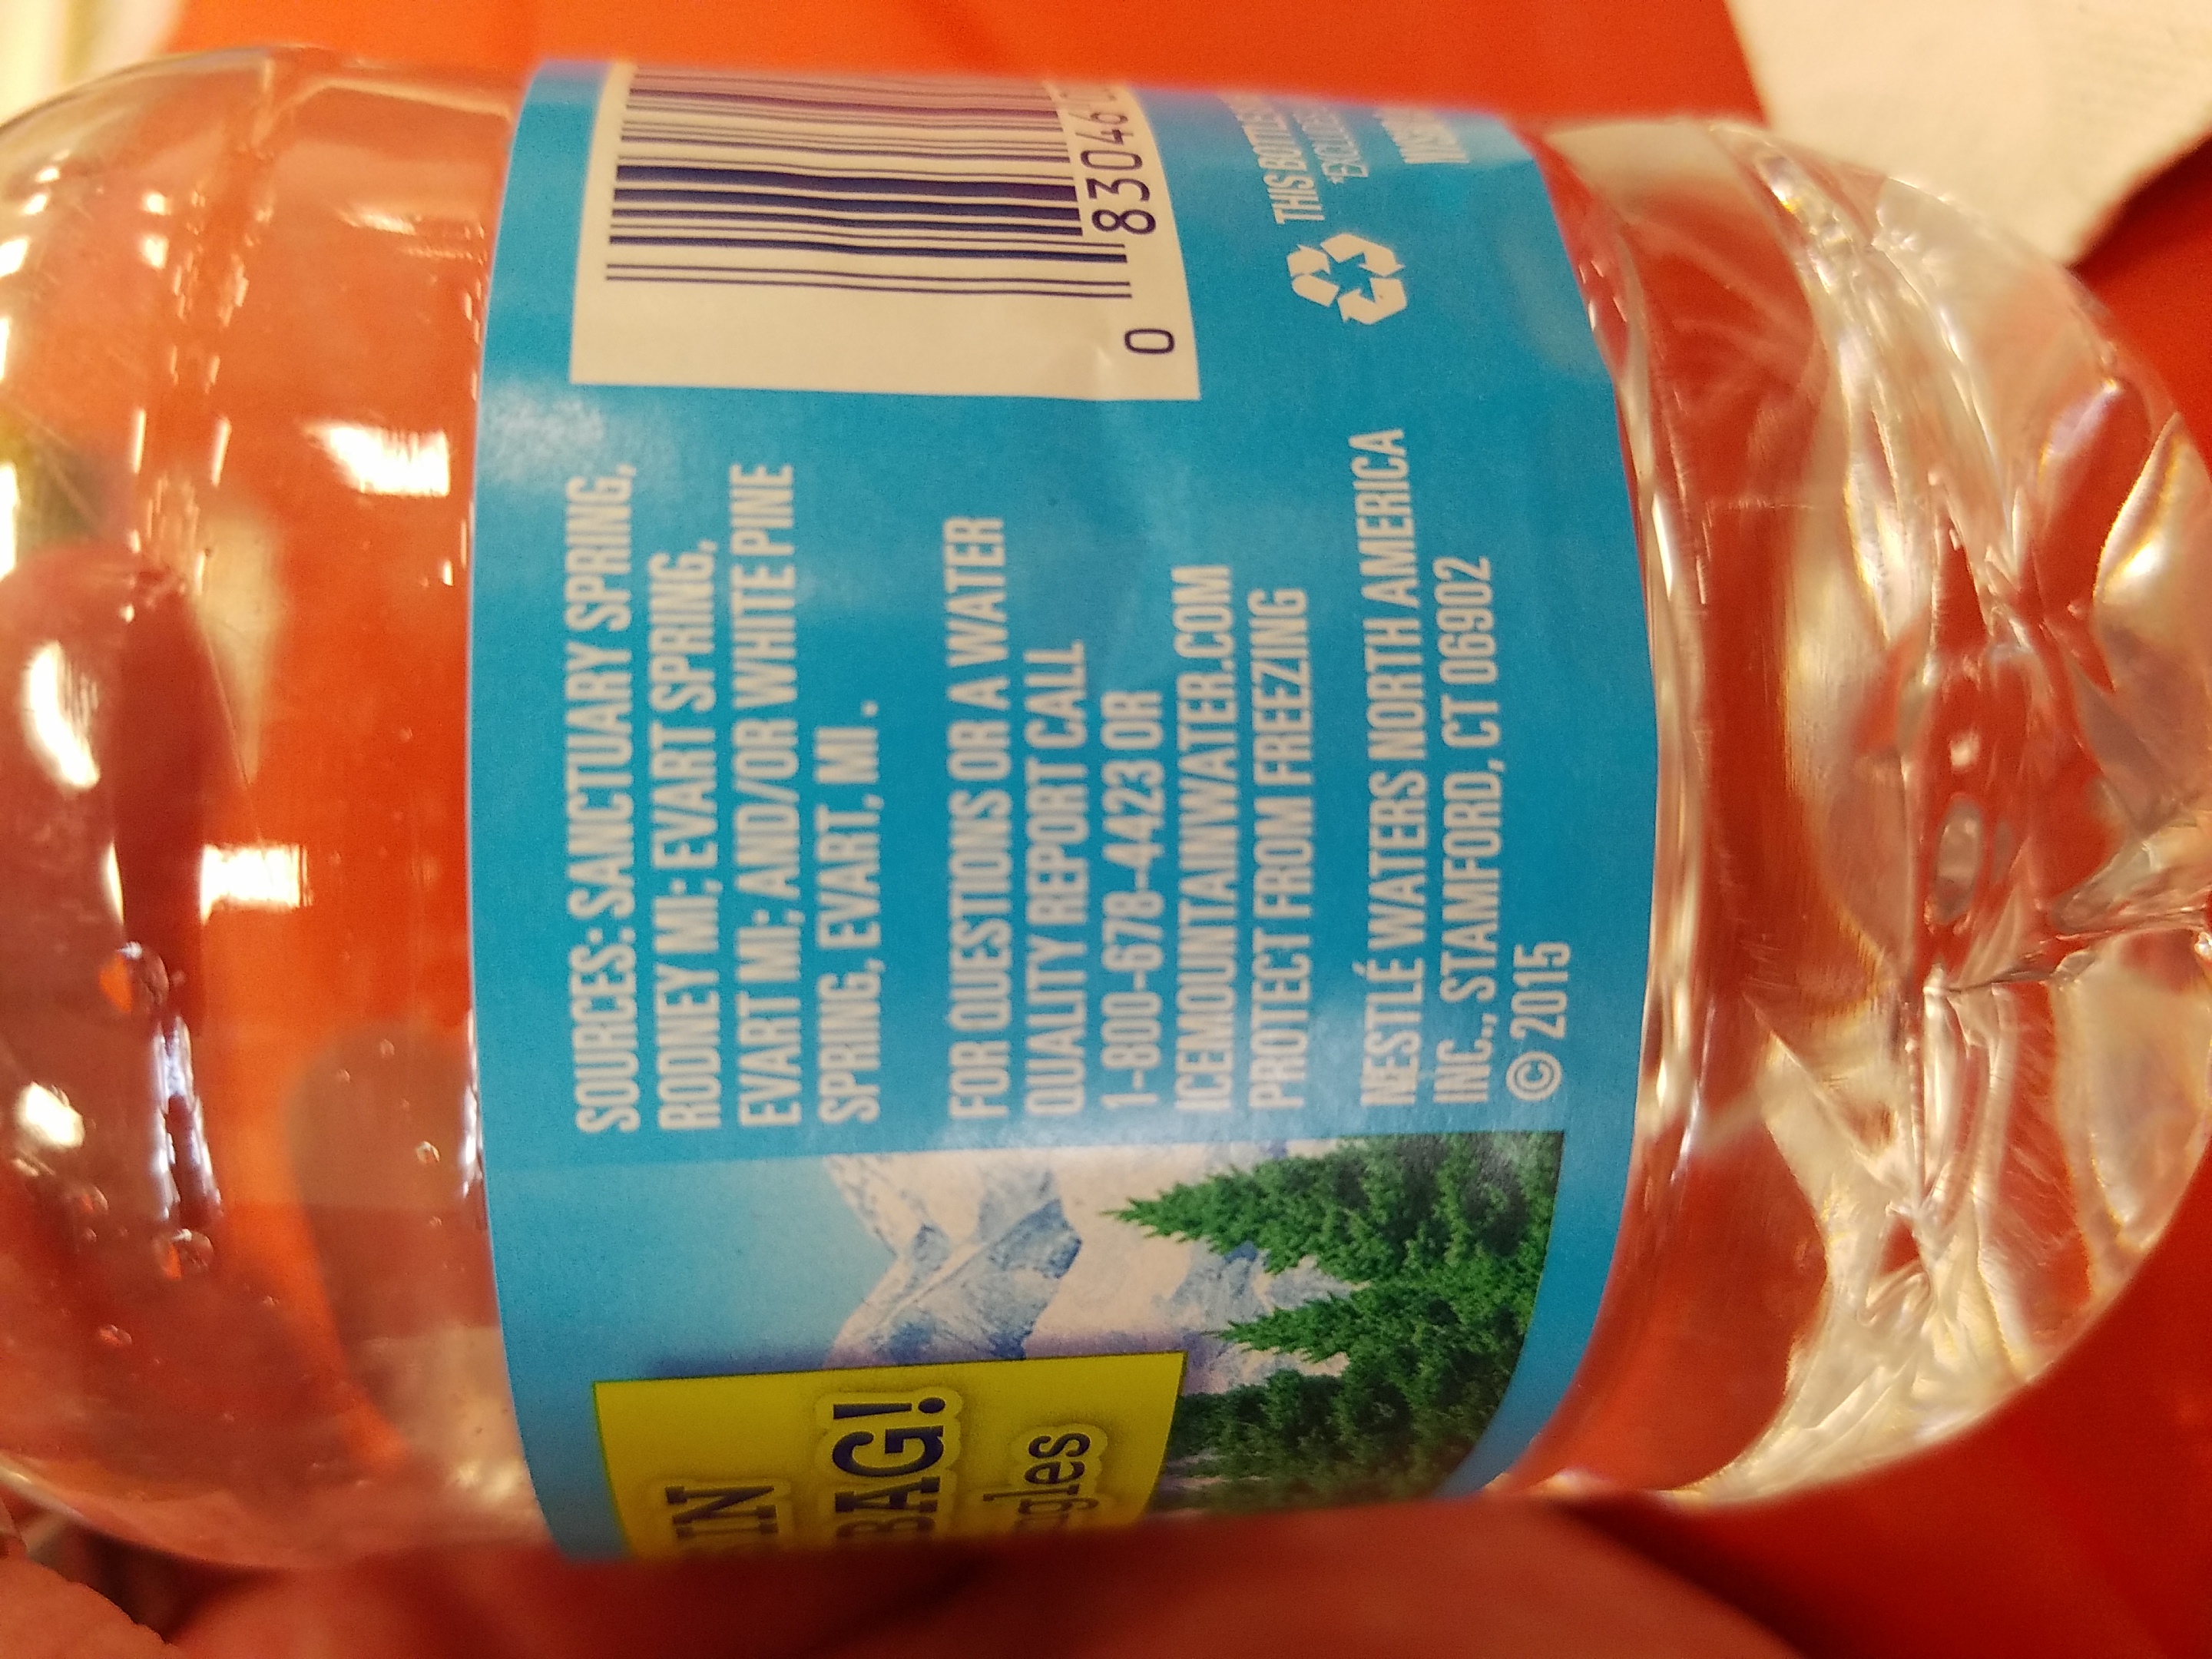 SOURCES: SANCTUARY SPRING,
RODNEY MI; EVART SPRING,
EVART MI; AND/OR WHITE PINE
SPRING, EVART, MI .
FOR QUESTIONS OR A WATER
QUALITY REPORT CALL
1-800-678-4423 OR
ICEMOUNTAINWATER.COM
PROTECT FROM FREEZING
NESTLÉ WATERS NORTH AMERICA
INC., STAMFORD, CT 06902
© 2015
0 83046
THIS BOTTLE
BAG!